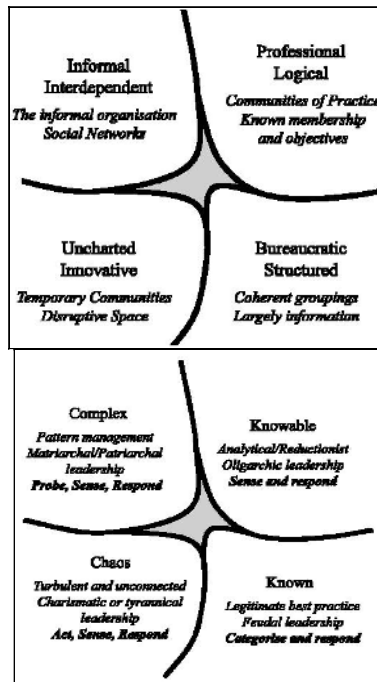 Informal
Interdependent
The informal organisation
Social Networks
Professional
Logical
Communities of Practice
Known membership
and objectives
Uncharted
Innovative
Temporary Communities
Disruptive Space
Bureaucratic
Structured
Coherent groupings
Largely information
Complex
Pattern management
Matriarchal/Patriarchal
leadership
Probe, Sense, Respond
Knowable
Analytical/Reductionist
Oligarchic leadership
Sense and respond
Chaos
Turbulent and unconnected
Charismatic or tyrannical
leadership
Act, Sense, Respond
Known
Legitimate best practice
Feudal leadership
Categorise and respond